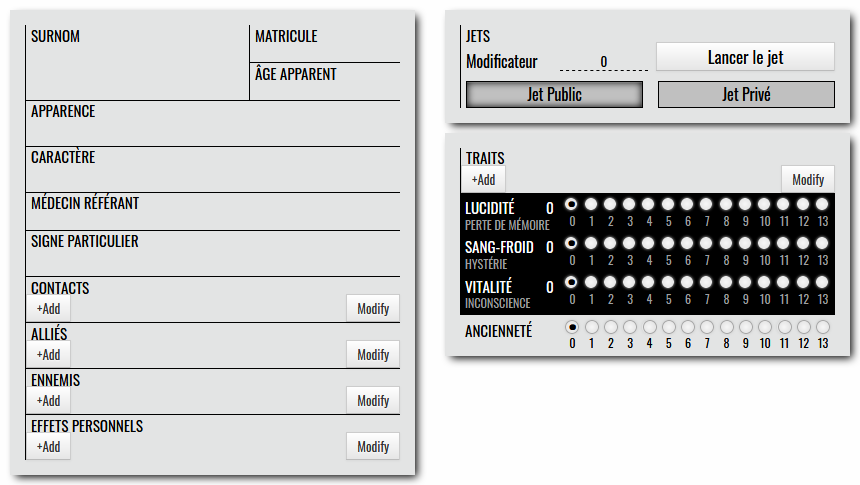 SURNOM
MATRICULE
ÂGE APPARENT
APPARENCE
CARACTÈRE
MÉDECIN RÉFÉRANT
SIGNE PARTICULIER
CONTACTS
+Add Modify
ALLIÉS
+Add Modify
ENNEMIS
+Add Modify
EFFETS PERSONNELS
+Add Modify
JETS
Modificateur 0 Lancer le jet
Jet Public Jet Privé
TRAITS
+Add Modify
LUCIDITÉ 0
PERTE DE MÉMOIRE 0 1 2 3 4 5 6 7 8 9 10 11 12 13
SANG-FROID 0
HYSTÉRIE 0 1 2 3 4 5 6 7 8 9 10 11 12 13
VITALITÉ 0
INCONSCIENCE 0 1 2 3 4 5 6 7 8 9 10 11 12 13
ANCIENNETÉ
0 1 2 3 4 5 6 7 8 9 10 11 12 13